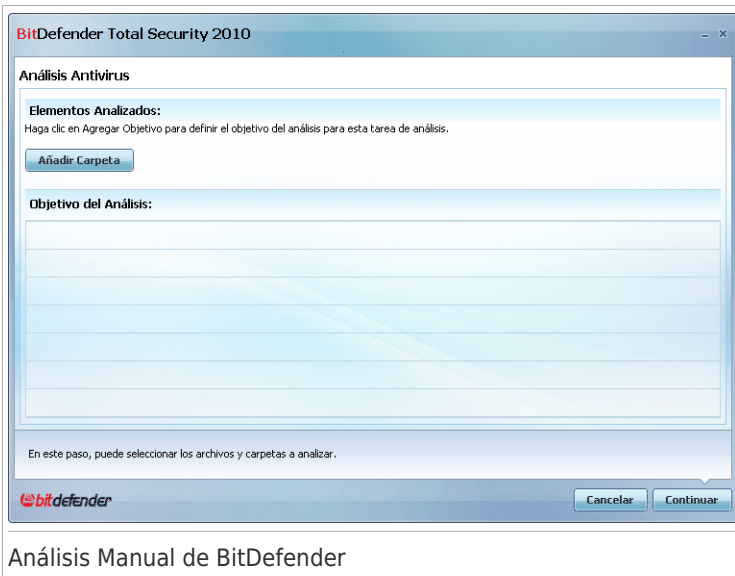 BitDefender Total Security 2010
Análisis Antivirus
Elementos Analizados:
Haga clic en Agregar Objetivo para definir el objetivo del análisis para esta tarea de análisis.
Añadir Carpeta
Objetivo del Análisis:
En este paso, puede seleccionar los archivos y carpetas a analizar.
bitdefender
Cancelar Continuar
Análisis Manual de BitDefender